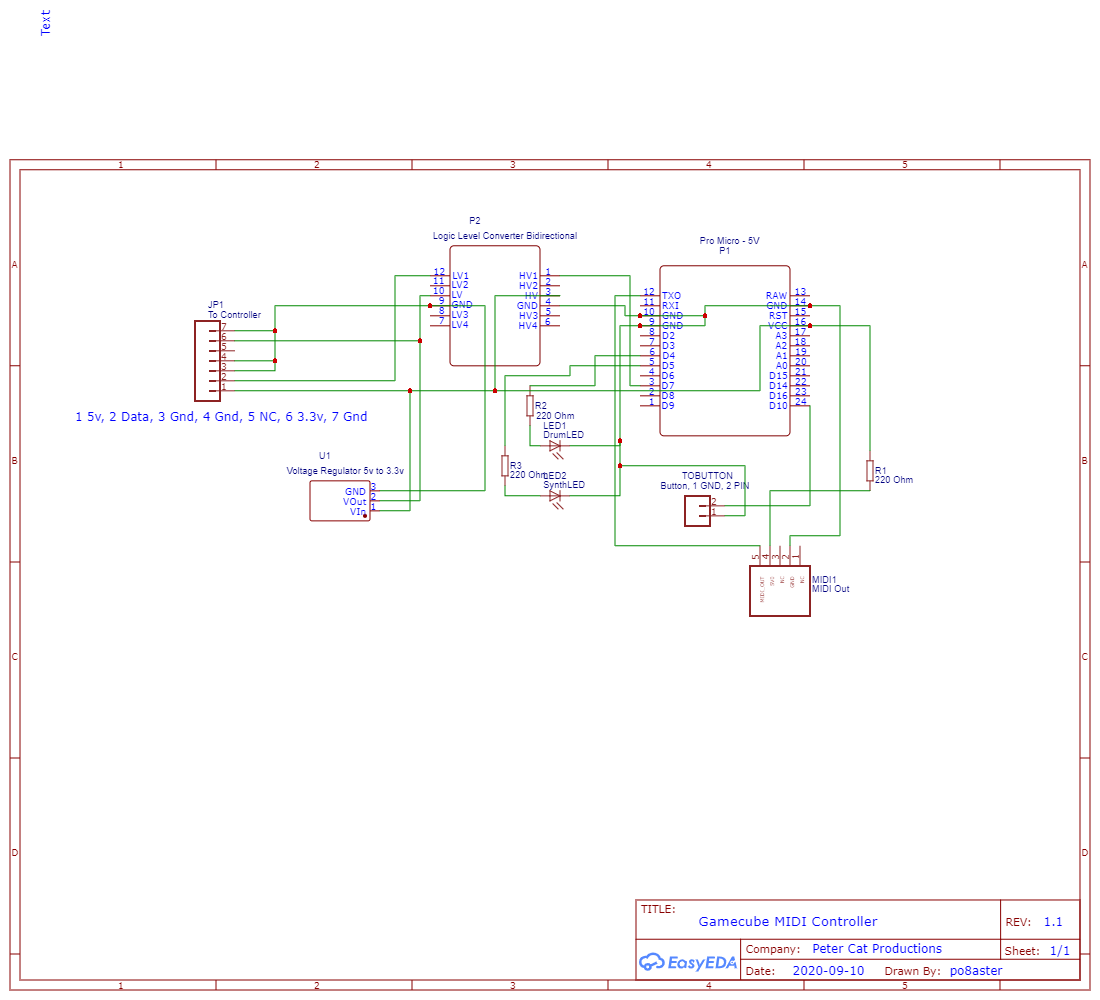 Text
1 2 3 4 5
A A
B B
C C
D D
1 2 3 4 5
P2
Logic Level Converter Bidirectional
12 LV1
11 LV2
10 LV
9 GND
8 LV3
7 LV4
HV1 1
HV2 2
HV 3
GND 4
HV3 5
HV4 6
Pro Micro - 5V
P1
12 TXO
11 RXI
10 GND
9 GND
8 D2
7 D3
6 D4
5 D5
4 D6
3 D7
2 D8
1 D9
RAW 13
GND 14
RST 15
VCC 16
A3 17
A2 18
A1 19
A0 20
D15 21
D14 22
D16 23
D10 24
JP1
To Controller
7
6
5
4
3
2
1
1 5v, 2 Data, 3 Gnd, 4 Gnd, 5 NC, 6 3.3v, 7 Gnd
U1
Voltage Regulator 5v to 3.3v
GND 3
VOut 2
VIn 1
R2
220 Ohm
LED1
DrumLED
R3
220 Ohm
LED2
SynthLED
TOBUTTON
Button, 1 GND, 2 PIN
2
1
R1
220 Ohm
5 4 3 2 1
MIDI OUT
NC
GND
NC
MIDI1
MIDI Out
TITLE:
Gamecube MIDI Controller
REV: 1.1
EasyEDA
Company: Peter Cat Productions
Sheet: 1/1
Date: 2020-09-10 Drawn By: po8aster